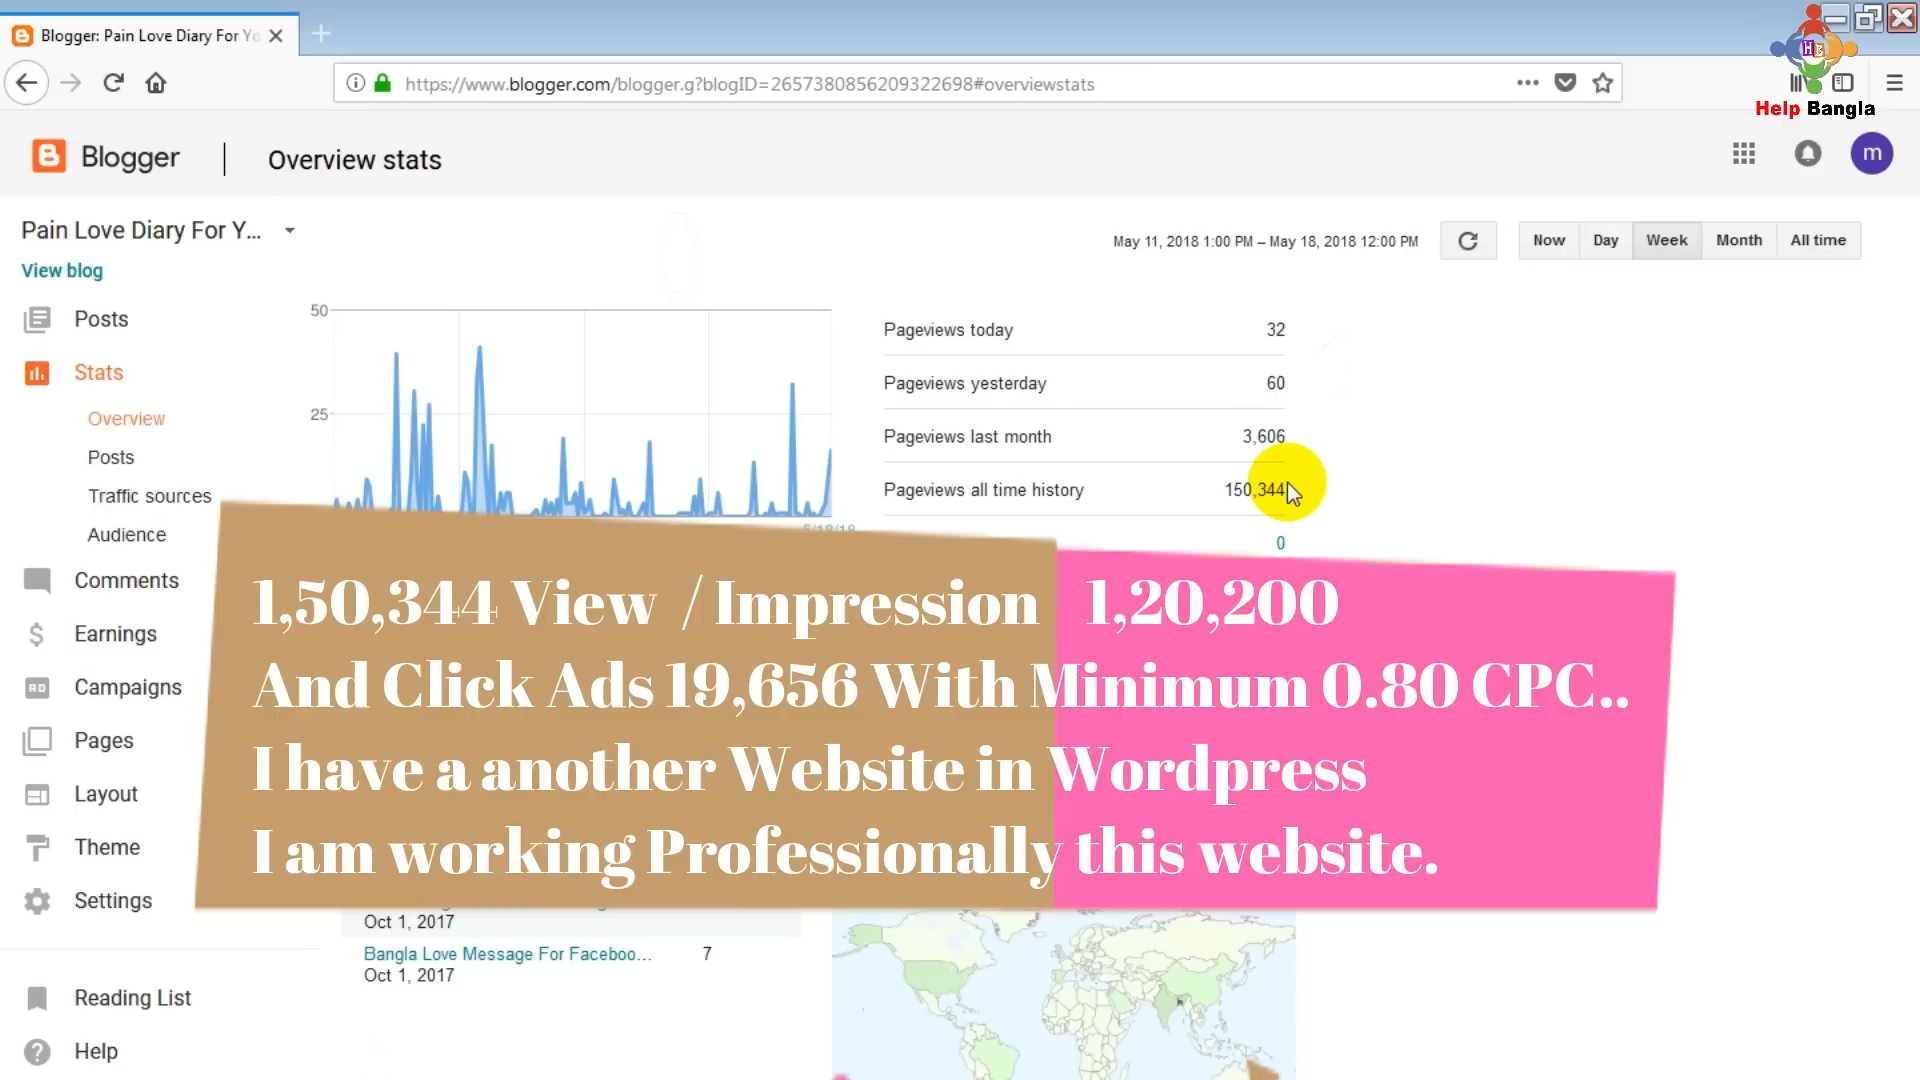 Blogger: Pain Love Diary For Yo
https://www.blogger.com/blogger.g?blogID=2657380856209322698#overviewstats
HB
Help Bangla
Blogger
Overview stats
m
Pain Love Diary For Y...
View blog
May 11, 2018 1:00 PM – May 18, 2018 12:00 PM
Now
Day
Week
Month
All time
Posts
Stats
Overview
Posts
Traffic sources
Audience
Comments
Earnings
Campaigns
Pages
Layout
Theme
Settings
Reading List
Help
50
25
5/18/18
Pageviews today 32
Pageviews yesterday 60
Pageviews last month 3,606
Pageviews all time history 150,344
0
1,50,344 View / Impression 1,20,200
And Click Ads 19,656 With Minimum 0.80 CPC..
I have a another Website in Wordpress
I am working Professionally this website.
Oct 1, 2017
Bangla Love Message For Faceboo... 7
Oct 1, 2017